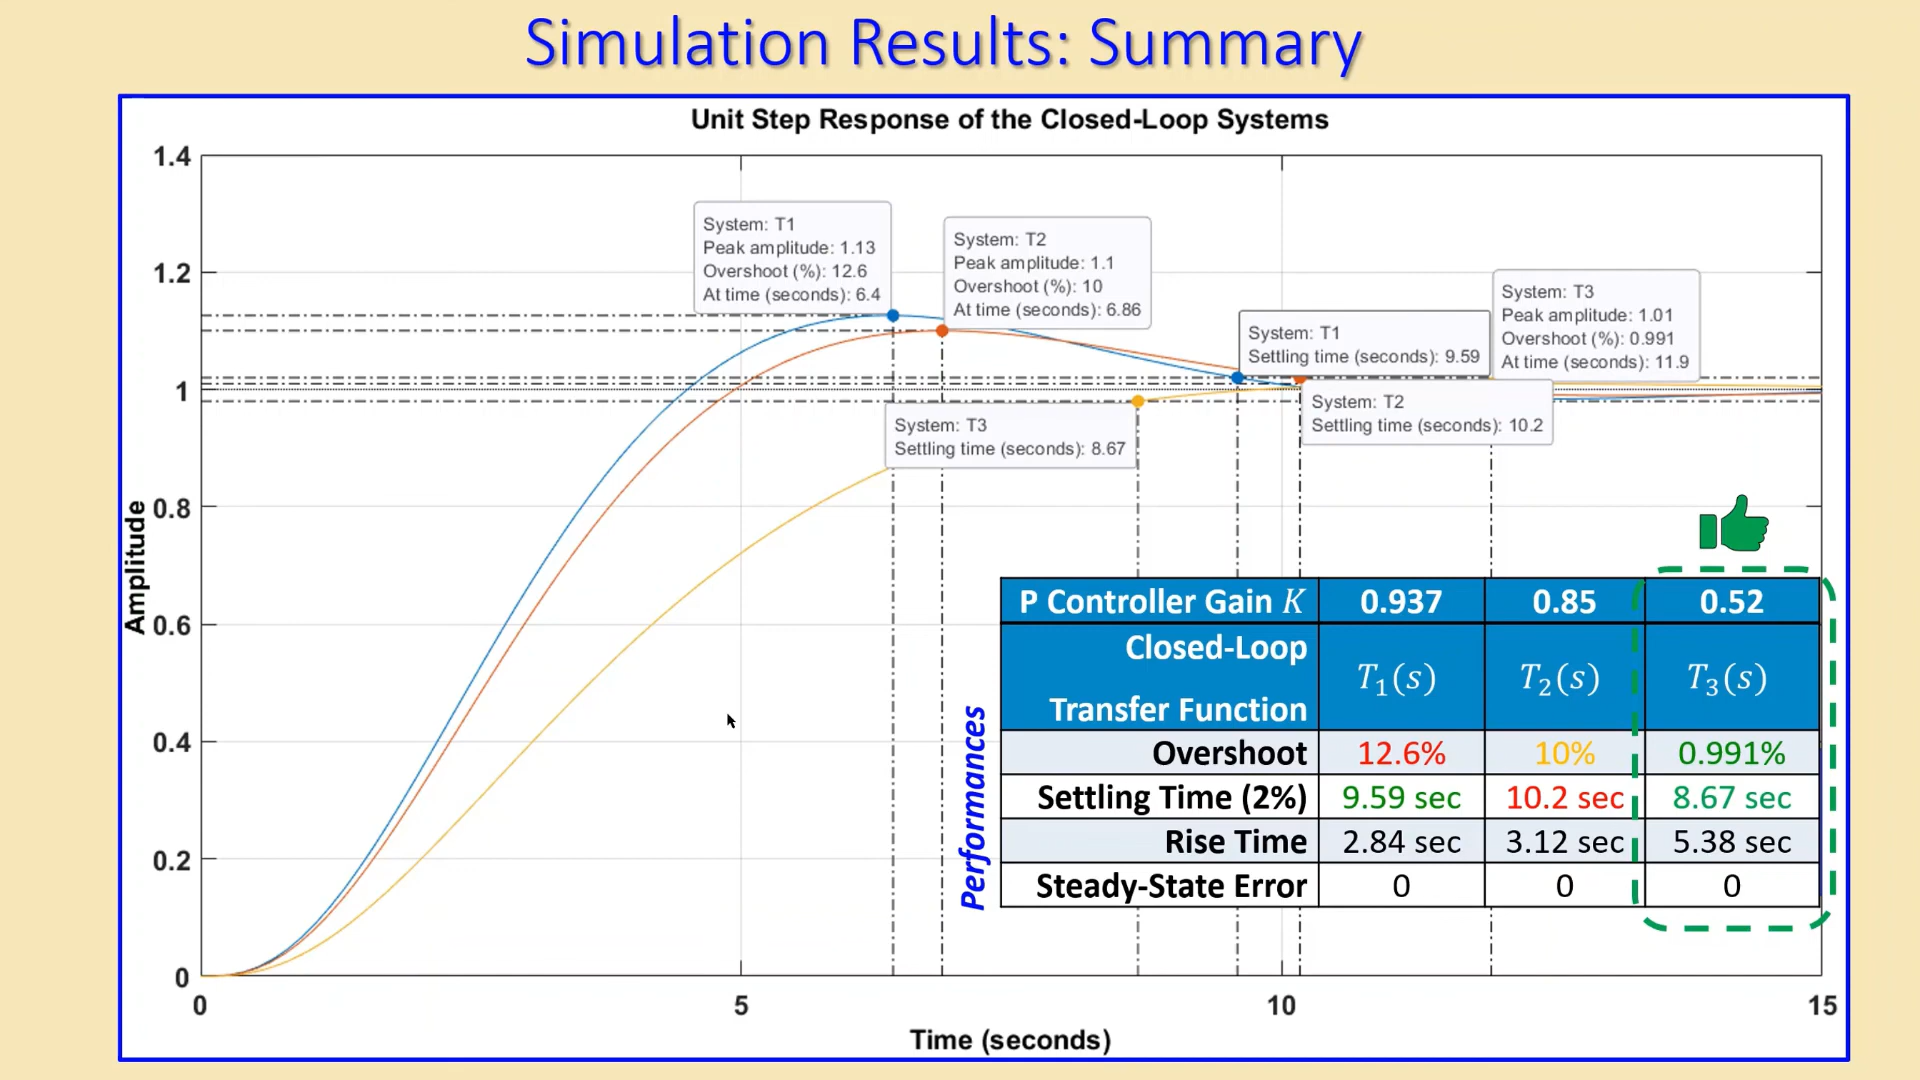 Simulation Results: Summary
Unit Step Response of the Closed-Loop Systems
1.4
1.2
1
0.8
0.6
0.4
0.2
0
Amplitude
System: T1
Peak amplitude: 1.13
Overshoot (%): 12.6
At time (seconds): 6.4
System: T2
Peak amplitude: 1.1
Overshoot (%): 10
At time (seconds): 6.86
System: T1
Settling time (seconds): 9.59
System: T3
Peak amplitude: 1.01
Overshoot (%): 0.991
At time (seconds): 11.9
System: T3
Settling time (seconds): 8.67
System: T2
Settling time (seconds): 10.2
P Controller Gain K 0.937 0.85 0.52
Closed-Loop
Transfer Function T₁(s) T₂(s) T₃(s)
Performances
Overshoot 12.6% 10% 0.991%
Settling Time (2%) 9.59 sec 10.2 sec 8.67 sec
Rise Time 2.84 sec 3.12 sec 5.38 sec
Steady-State Error 0 0 0
0 5 10 15
Time (seconds)